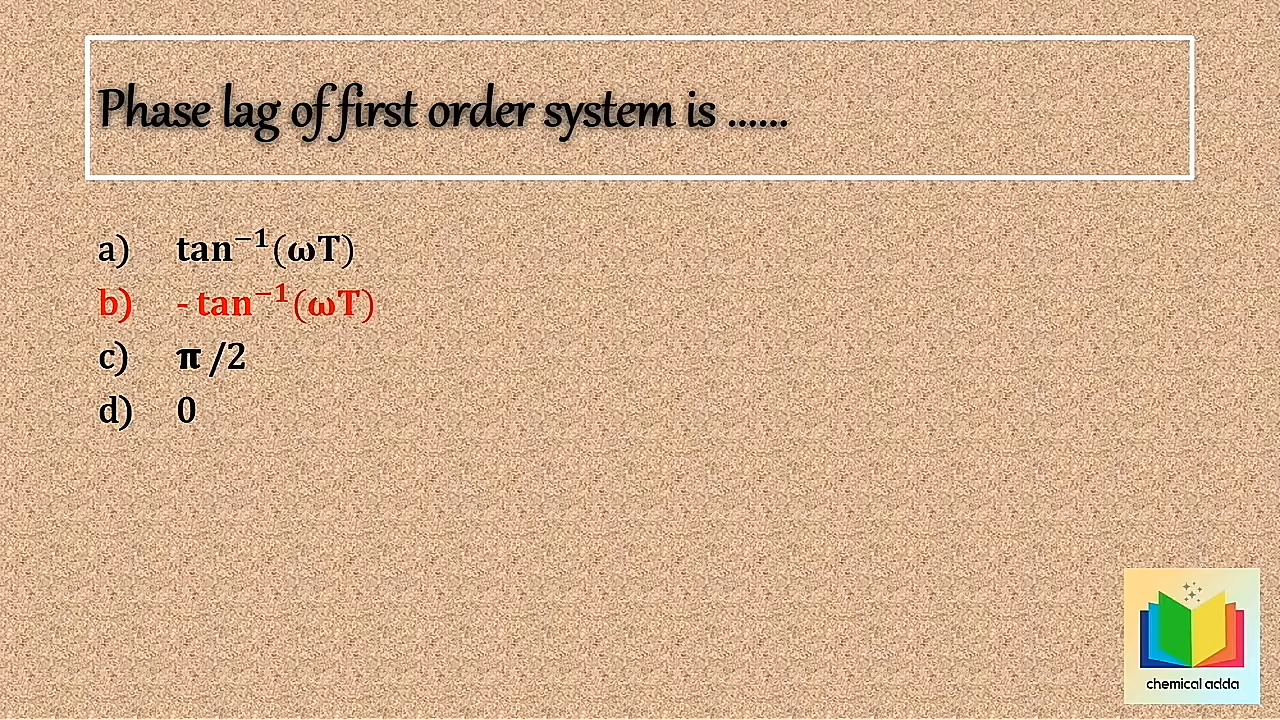 Phase lag of first order system is ......
a) tan⁻¹(ωT)
b) - tan⁻¹(ωT)
c) π /2
d) 0
chemical adda